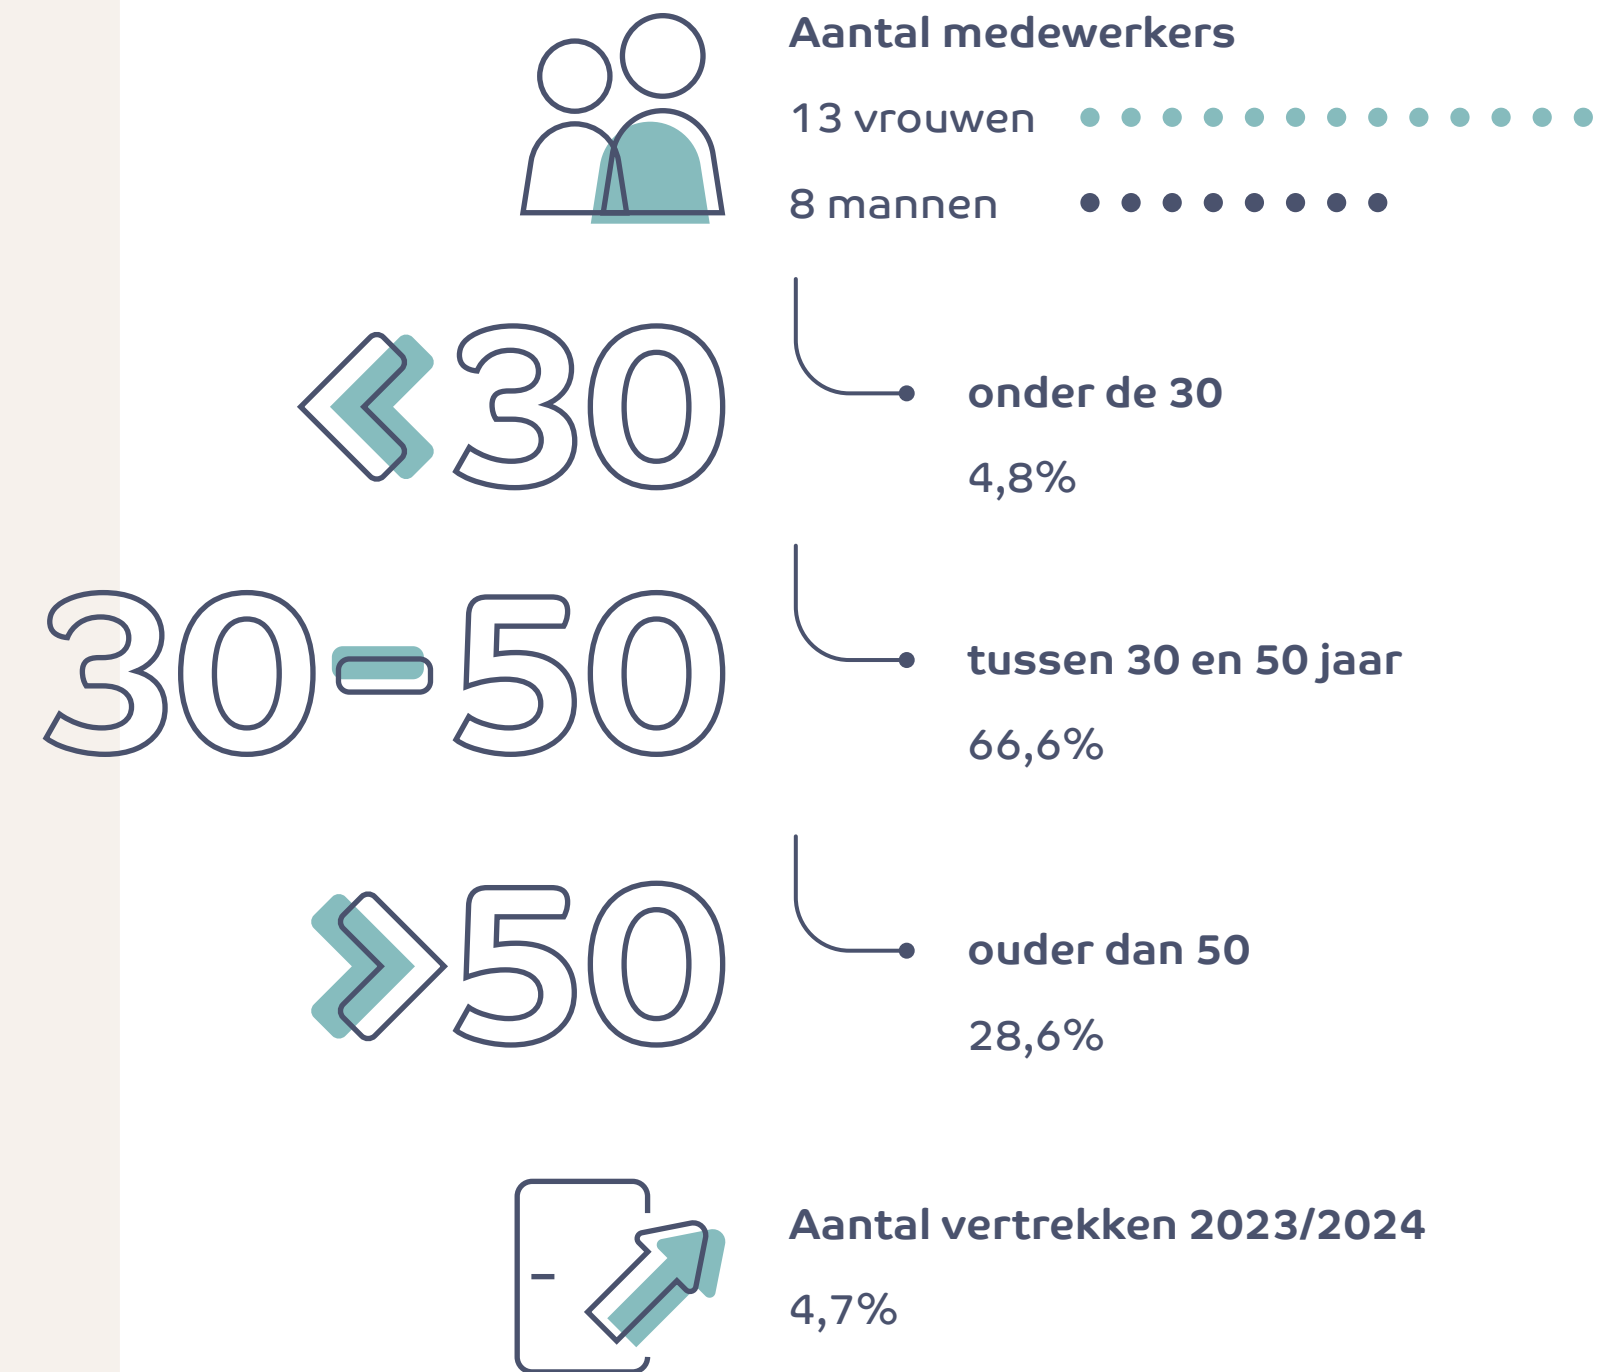 Aantal medewerkers
13 vrouwen
8 mannen
30
onder de 30
4,8%
30-50
tussen 30 en 50 jaar
66,6%
50
ouder dan 50
28,6%
Aantal vertrekken 2023/2024
4,7%